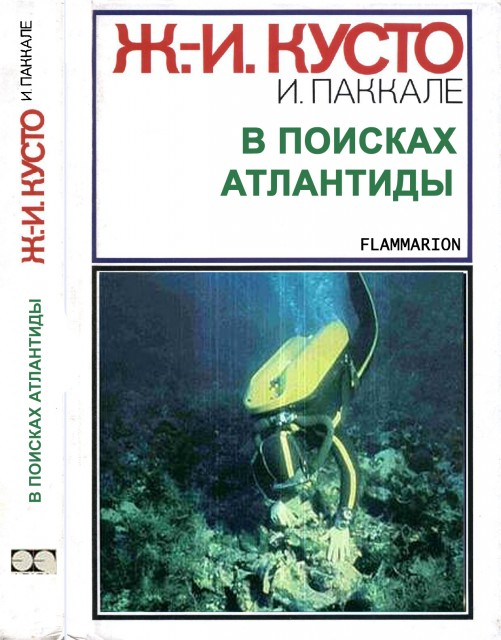 Ж.-И. КУСТО
И. ПАККАЛЕ
В ПОИСКАХ
АТЛАНТИДЫ
FLAMMARION
В ПОИСКАХ АТЛАНТИДЫ Ж.-И. КУСТО И ПАККАЛЕ